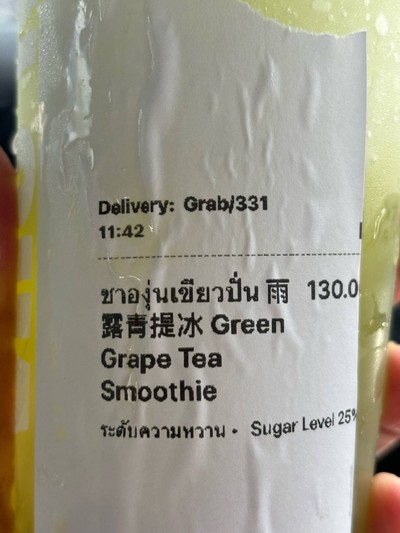 Delivery: Grab/331
11:42
ชาองุ่นเขียวปั่น 雨 130.0
露青提冰 Green
Grape Tea
Smoothie
ระดับความหวาน • Sugar Level 25%